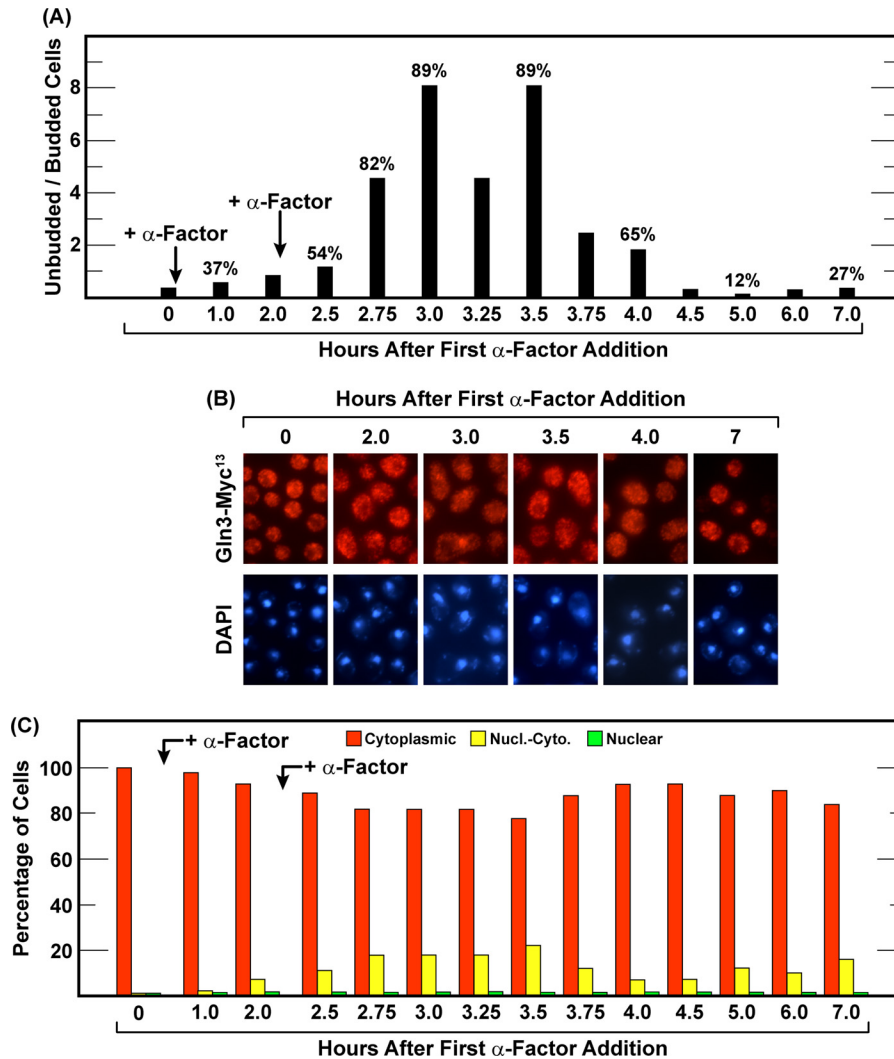 (A)
Unbudded / Budded Cells
8
6
4
2
+ α-Factor
+ α-Factor
37%
54%
82%
89%
89%
65%
12%
27%
0 1.0 2.0 2.5 2.75 3.0 3.25 3.5 3.75 4.0 4.5 5.0 6.0 7.0
Hours After First α-Factor Addition
(B)
Hours After First α-Factor Addition
0 2.0 3.0 3.5 4.0 7
Gln3-Myc¹³
DAPI
(C)
+ α-Factor
+ α-Factor
Cytoplasmic Nucl.-Cyto. Nuclear
Percentage of Cells
100
80
60
40
20
0 1.0 2.0 2.5 2.75 3.0 3.25 3.5 3.75 4.0 4.5 5.0 6.0 7.0
Hours After First α-Factor Addition